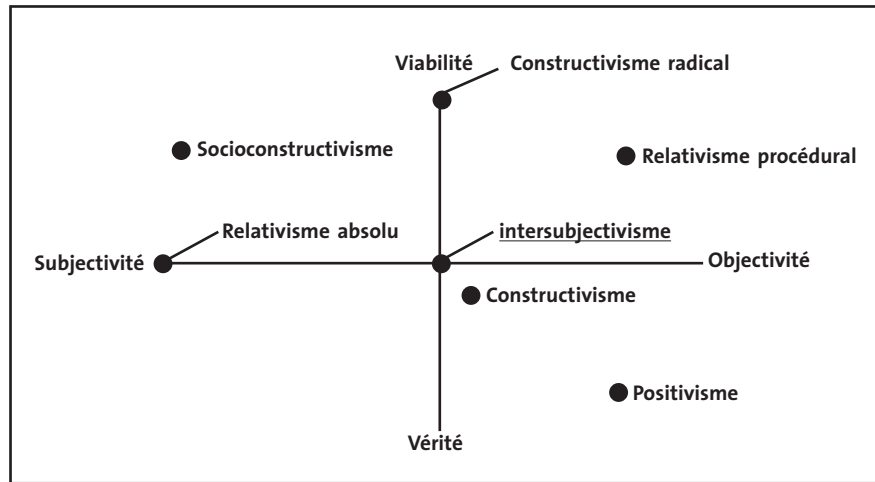 Viabilité
Constructivisme radical
Socioconstructivisme
Relativisme procédural
Relativisme absolu
intersubjectivisme
Subjectivité
Objectivité
Constructivisme
Positivisme
Vérité